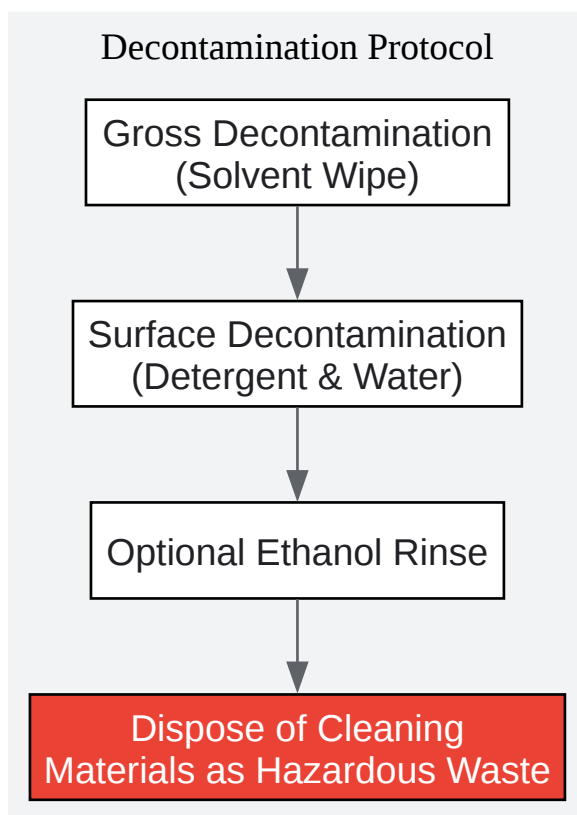 Decontamination Protocol
Gross Decontamination
(Solvent Wipe)
Surface Decontamination
(Detergent & Water)
Optional Ethanol Rinse
Dispose of Cleaning
Materials as Hazardous Waste